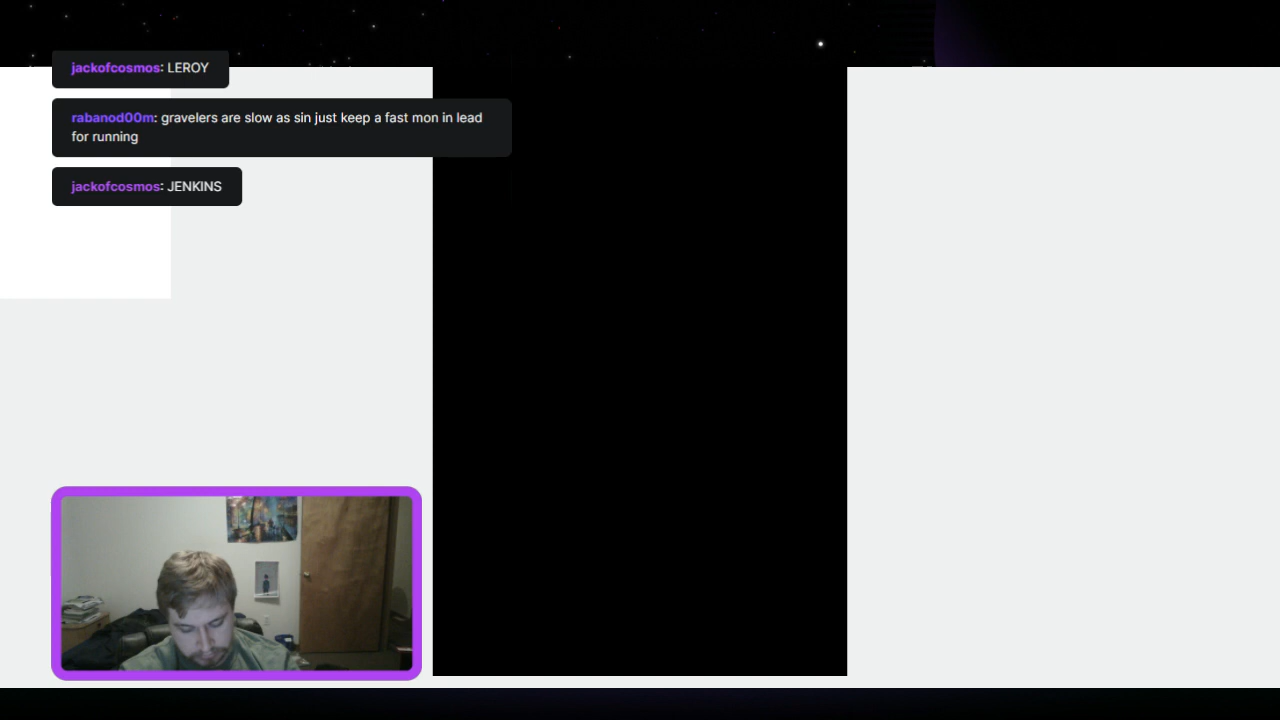 jackofcosmos: LEROY
rabanod00m: gravelers are slow as sin just keep a fast mon in lead
for running
jackofcosmos: JENKINS